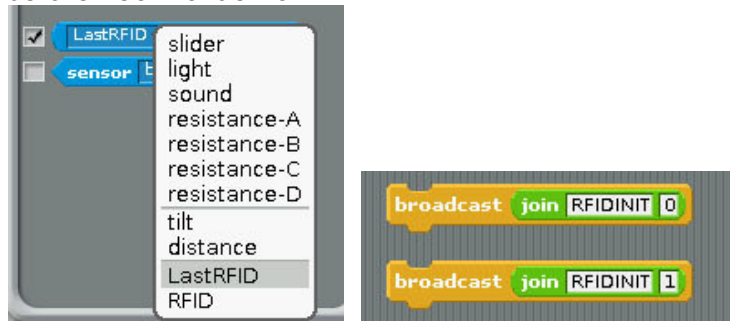 LastRFID
sensor
slider
light
sound
resistance-A
resistance-B
resistance-C
resistance-D
tilt
distance
LastRFID
RFID
broadcast join RFIDINIT 0
broadcast join RFIDINIT 1